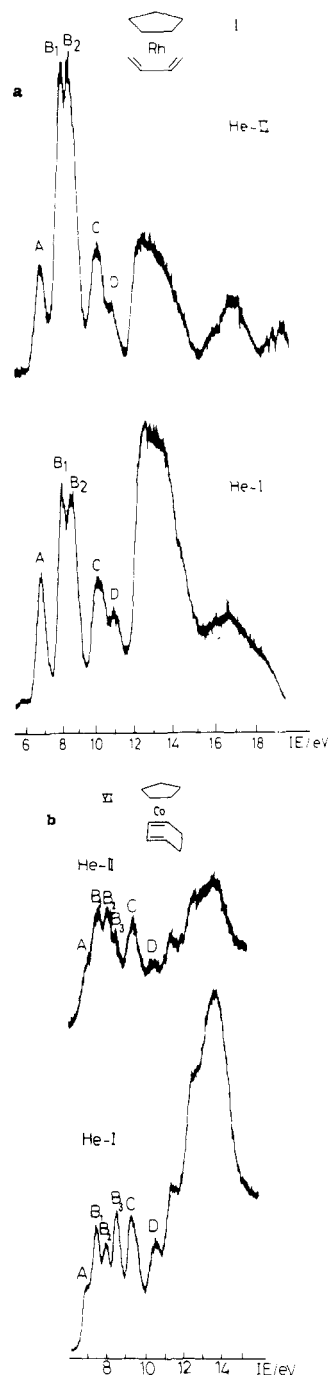 I
Rh
B₁ B₂
a
He-II
A
C
D
B₁
B₂
He-I
A
C
D
6 8 10 12 14 16 18 IE/eV
VI
b
Co
He-II
B₁ B₂
B₃ C
A
D
He-I
B₁ B₂ B₃ C
A
D
8 10 12 14 IE/eV